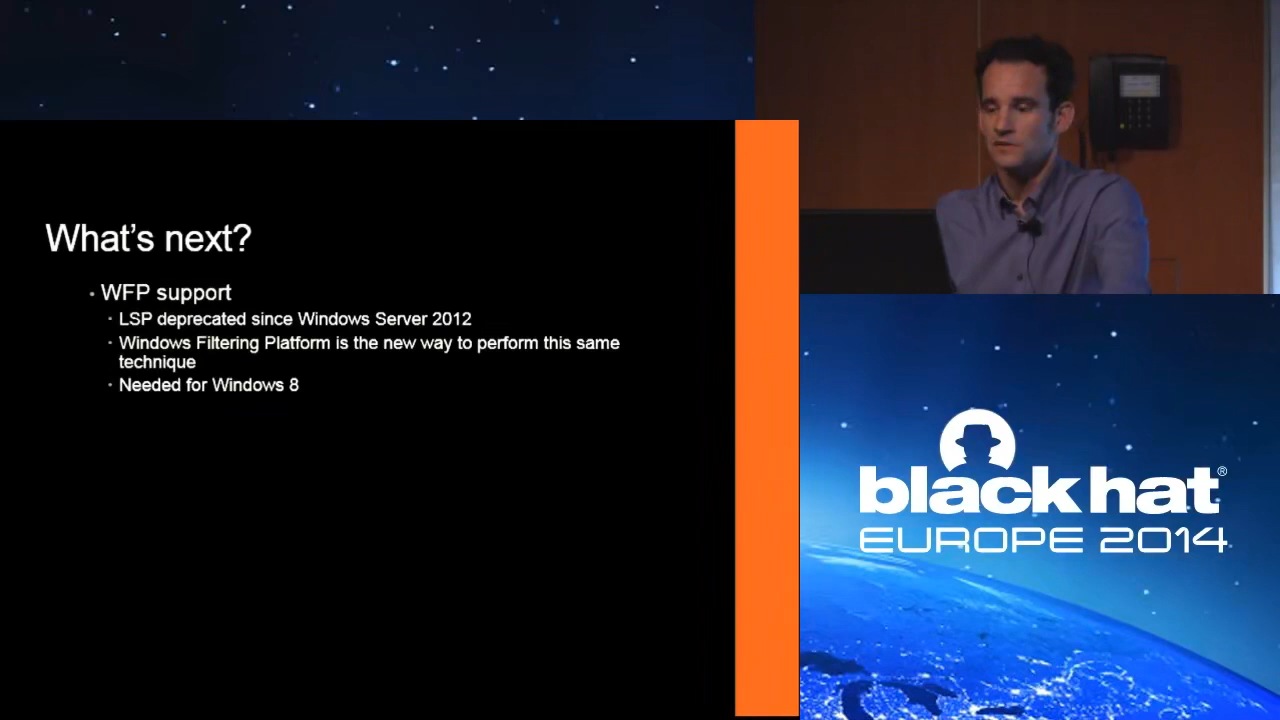 What's next?
• WFP support
• LSP deprecated since Windows Server 2012
• Windows Filtering Platform is the new way to perform this same
technique
• Needed for Windows 8
black hat®
EUROPE 2014